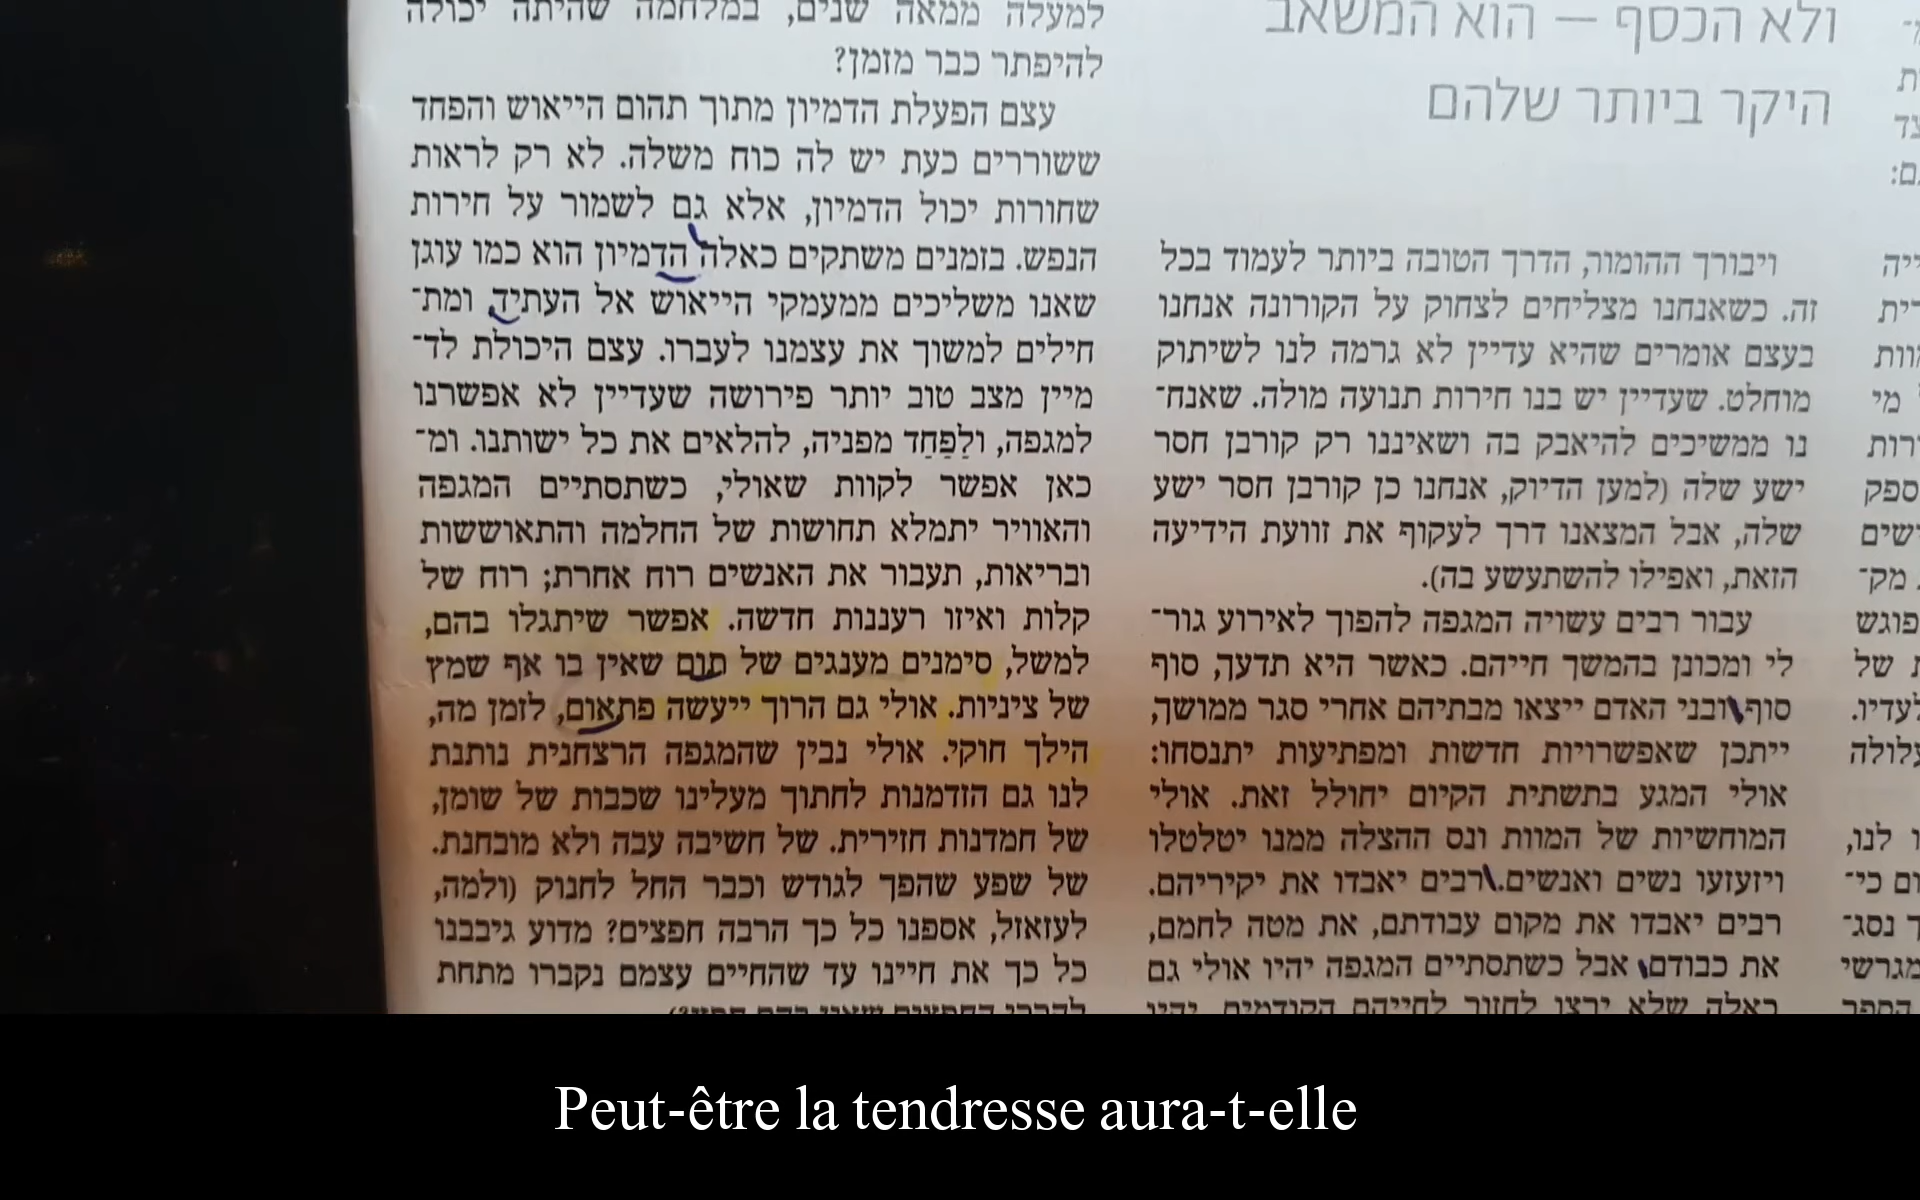 ולא הכסף — הוא המשאב
היקר ביותר שלהם
ויבורך ההומור, הדרך הטובה ביותר לעמוד בכל
זה. כשאנחנו מצליחים לצחוק על הקורונה אנחנו
בעצם אומרים שהיא עדיין לא גרמה לנו לשיתוק
מוחלט. שעדיין יש בנו חירות תנועה מולה. שאנח־
נו ממשיכים להיאבק בה ושאיננו רק קורבן חסר
ישע שלה (למען הדיוק, אנחנו כן קורבן חסר ישע
שלה, אבל המצאנו דרך לעקוף את זוועת הידיעה
הזאת, ואפילו להשתעשע בה).
עבור רבים עשויה המגפה להפוך לאירוע גור־
לי ומכונן בהמשך חייהם. כאשר היא תדעך, סוף
סוף, ובני האדם ייצאו מבתיהם אחרי סגר ממושך,
ייתכן שאפשרויות חדשות ומפתיעות יתנסחו:
אולי המגע בתשתית הקיום יחולל זאת. אולי
המוחשיות של המוות ונס ההצלה ממנו יטלטלו
ויזעזעו נשים ואנשים. רבים יאבדו את יקיריהם.
רבים יאבדו את מקום עבודתם, את מטה לחמם,
את כבודם. אבל כשתסתיים המגפה יהיו אולי גם
כאלה שלא ירצו לחזור לחייהם הקודמים. יהיו
למעלה ממאה שנים, במלחמה שהיתה יכולה
להיפתר כבר מזמן?
עצם הפעלת הדמיון מתוך תהום הייאוש והפחד
ששוררים כעת יש לה כוח משלה. לא רק לראות
שחורות יכול הדמיון, אלא גם לשמור על חירות
הנפש. בזמנים משתקים כאלה הדמיון הוא כמו עוגן
שאנו משליכים ממעמקי הייאוש אל העתיד, ומת־
חילים למשוך את עצמנו לעברו. עצם היכולת לד־
מיין מצב טוב יותר פירושה שעדיין לא אפשרנו
למגפה, ולַפַּחַד מפניה, להלאים את כל ישותנו. ומ־
כאן אפשר לקוות שאולי, כשתסתיים המגפה
והאוויר יתמלא תחושות של החלמה והתאוששות
ובריאות, תעבור את האנשים רוח אחרת; רוח של
קלות ואיזו רעננות חדשה. אפשר שיתגלו בהם,
למשל, סימנים מענגים של תום שאין בו אף שמץ
של ציניות. אולי גם הרוך ייעשה פתאום, לזמן מה,
הילך חוקי. אולי נבין שהמגפה הרצחנית נותנת
לנו גם הזדמנות לחתוך מעלינו שכבות של שומן,
של חמדנות חזירית. של חשיבה עבה ולא מובחנת.
של שפע שהפך לגודש וכבר החל לחנוק (ולמה,
לעזאזל, אספנו כל כך הרבה חפצים? מדוע גיבבנו
כל כך את חיינו עד שהחיים עצמם נקברו מתחת
Peut-être la tendresse aura-t-elle